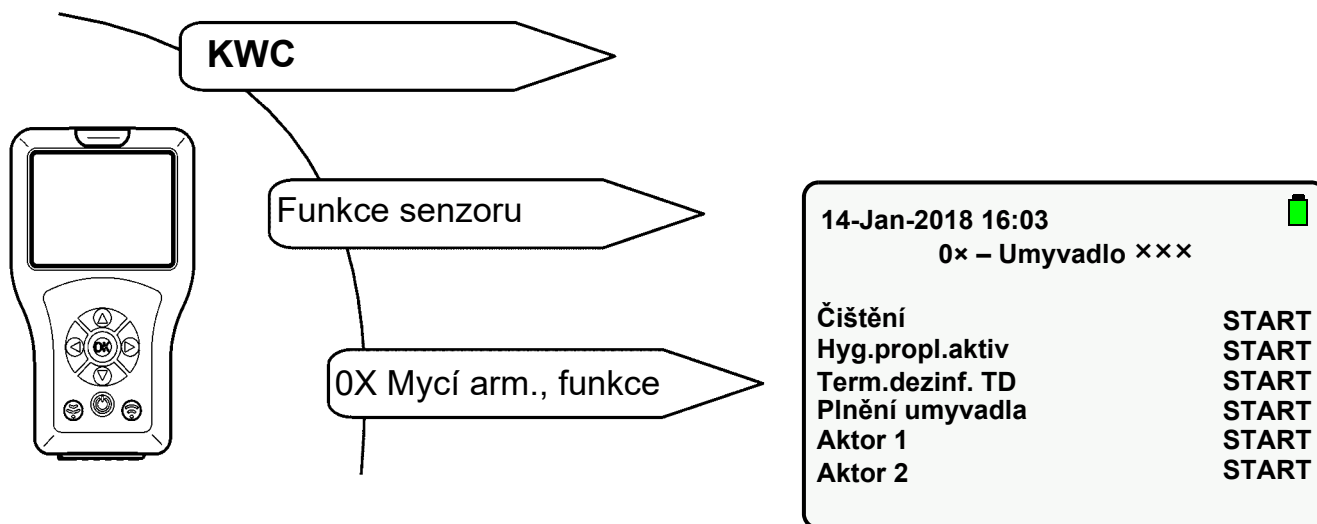 KWC
Funkce senzoru
0X Mycí arm., funkce
OK
14-Jan-2018 16:03
0× – Umyvadlo ×××
Čištění START
Hyg.propl.aktiv START
Term.dezinf. TD START
Plnění umyvadla START
Aktor 1 START
Aktor 2 START